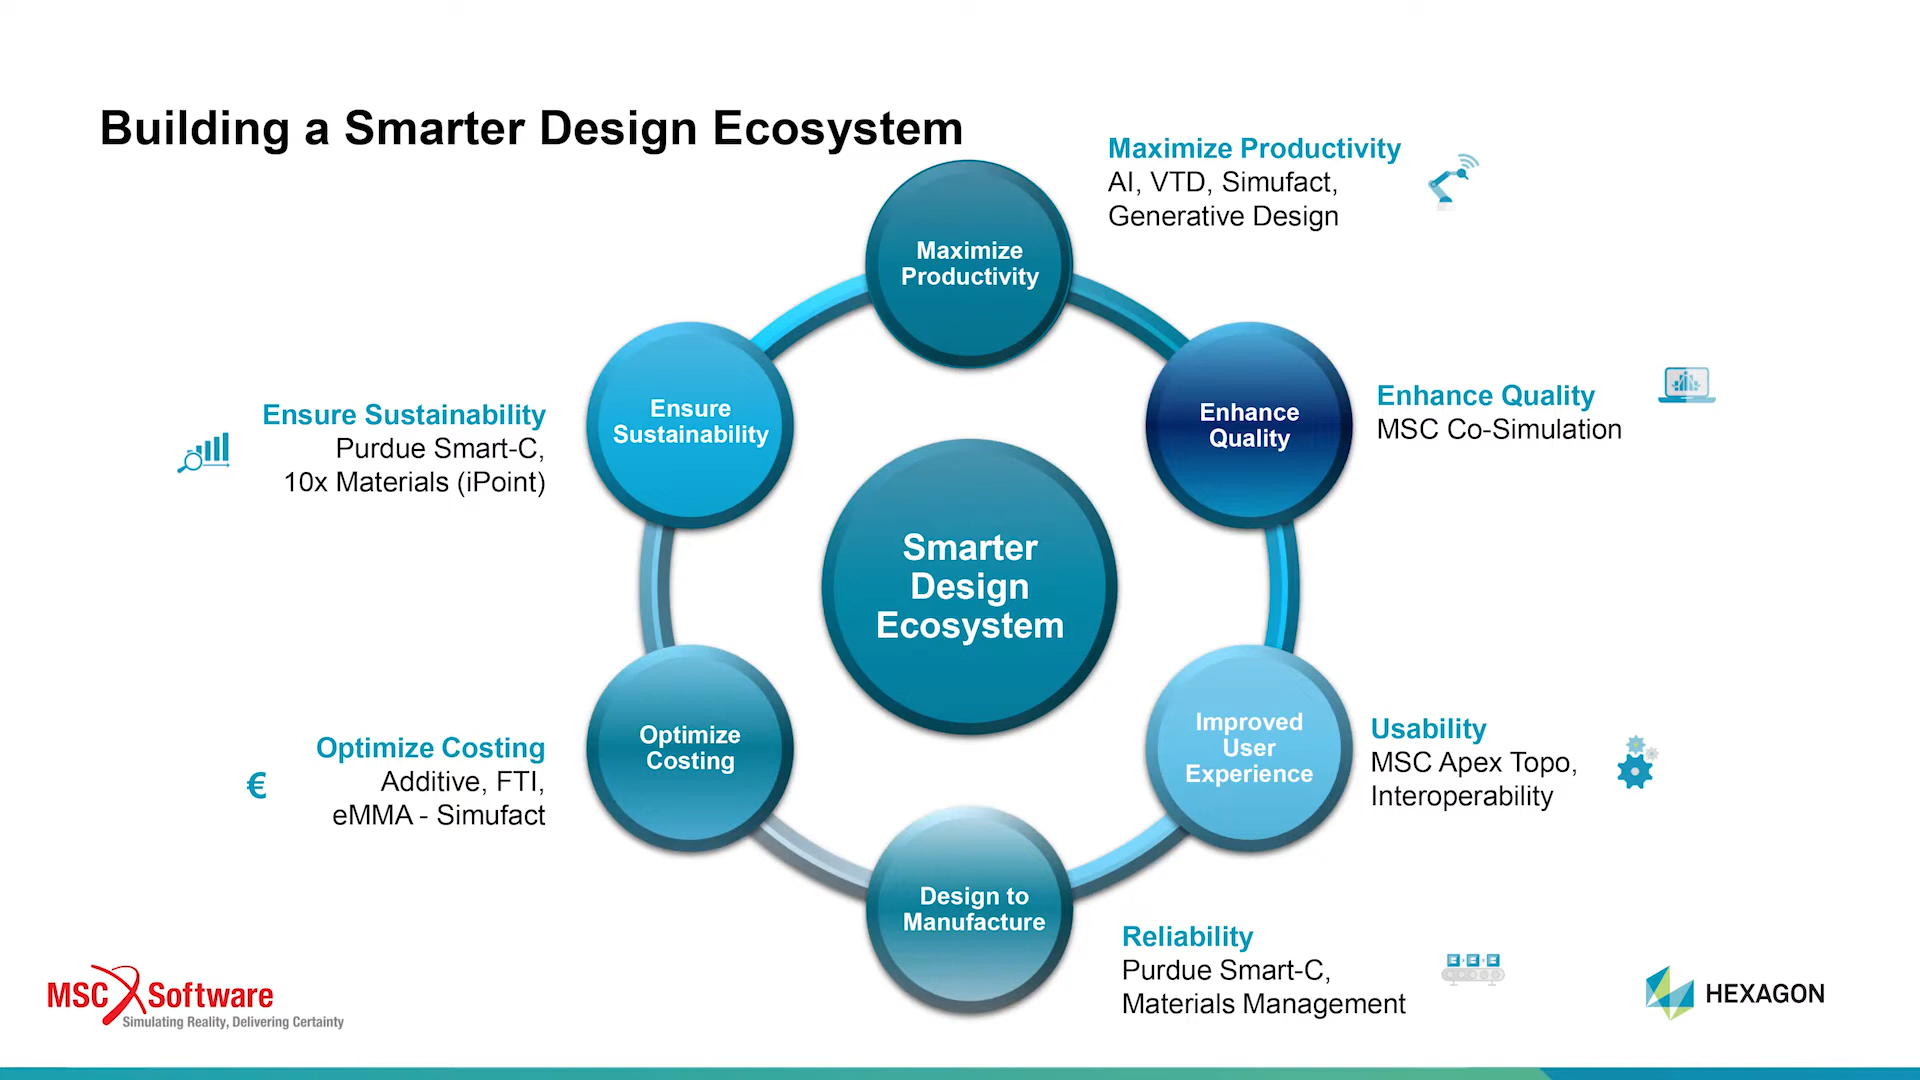 Building a Smarter Design Ecosystem
Maximize Productivity
AI, VTD, Simufact,
Generative Design
Maximize
Productivity
Ensure Sustainability
Purdue Smart-C,
10x Materials (iPoint)
Ensure
Sustainability
Enhance
Quality
Enhance Quality
MSC Co-Simulation
Smarter
Design
Ecosystem
Optimize Costing
Additive, FTI,
eMMA - Simufact
€
Optimize
Costing
Improved
User
Experience
Usability
MSC Apex Topo,
Interoperability
Design to
Manufacture
Reliability
Purdue Smart-C,
Materials Management
MSC Software
Simulating Reality, Delivering Certainty
HEXAGON